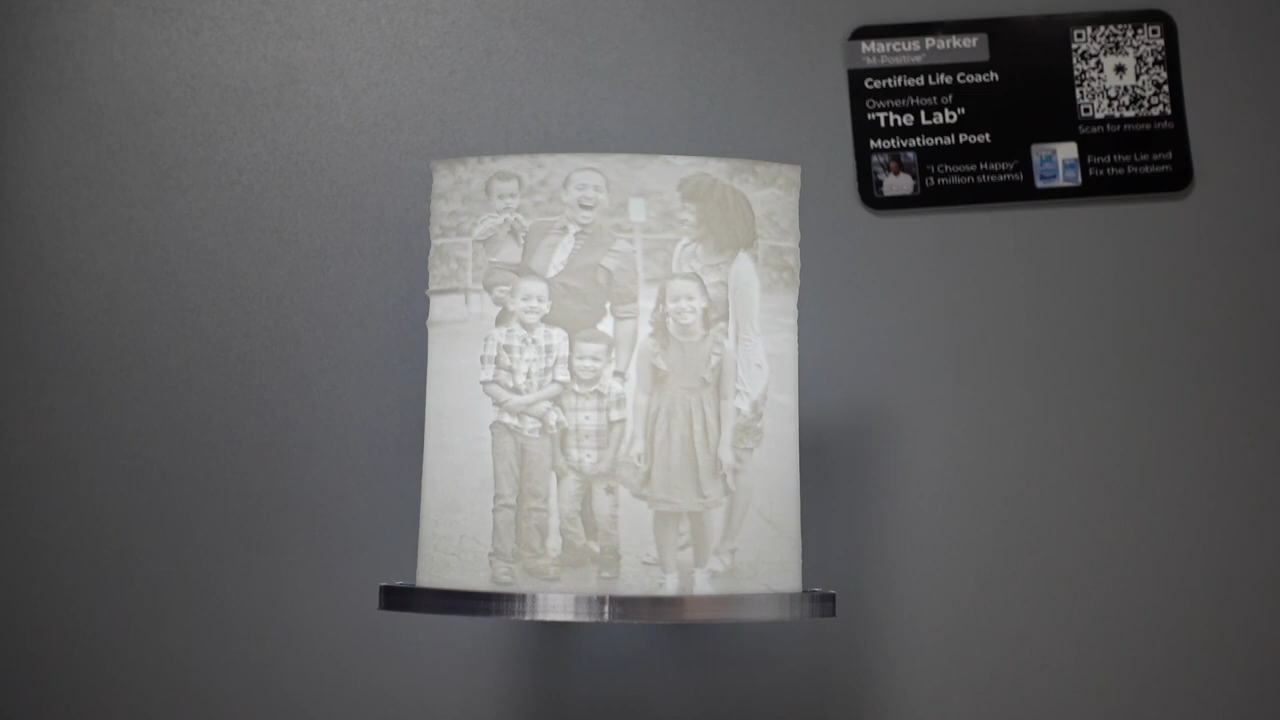 Marcus Parker
"M-Positive"
Certified Life Coach
Owner/Host of
"The Lab"
Motivational Poet
"I Choose Happy"
(3 million streams)
Scan for more info
Find the Lie and
Fix the Problem